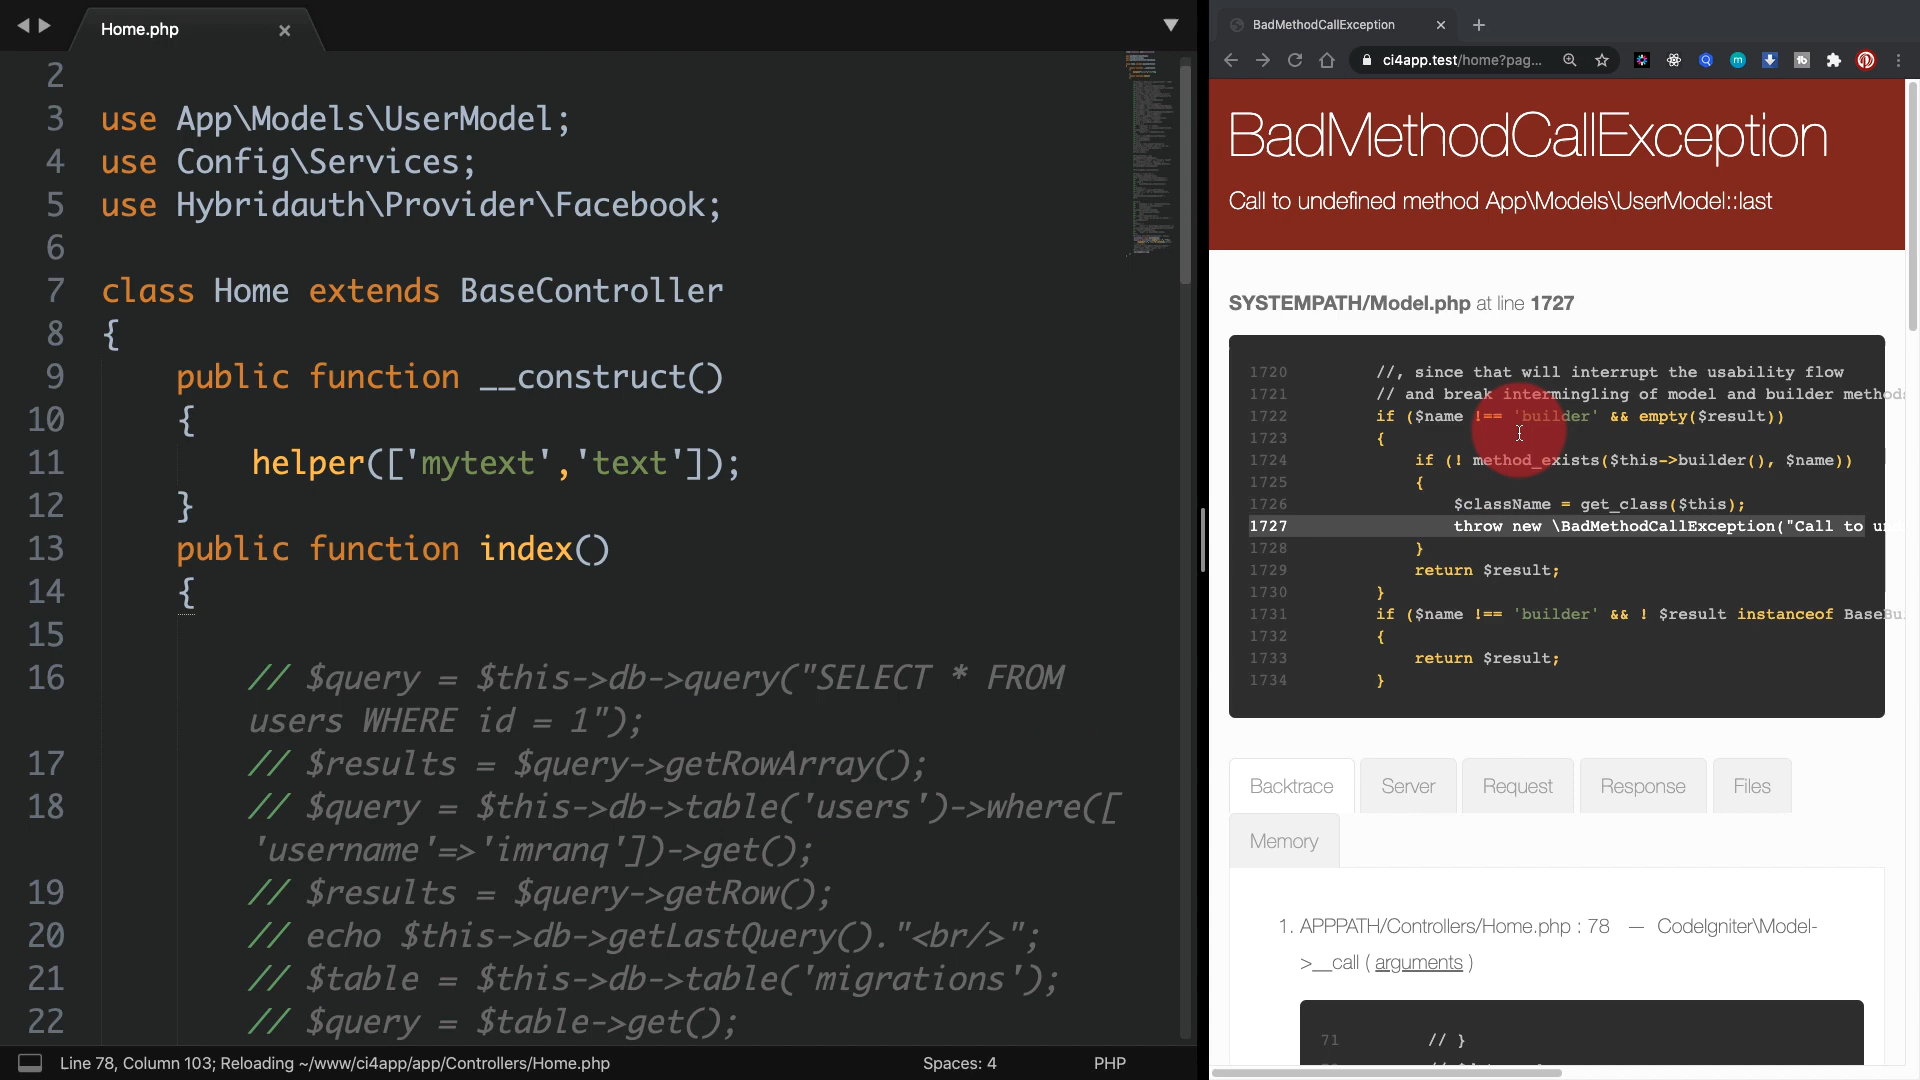 Home.php
2
3 use App\Models\UserModel;
4 use Config\Services;
5 use Hybridauth\Provider\Facebook;
6
7 class Home extends BaseController
8 {
9 public function __construct()
10 {
11 helper(['mytext','text']);
12 }
13 public function index()
14 {
15
16 // $query = $this->db->query("SELECT * FROM
users WHERE id = 1");
17 // $results = $query->getRowArray();
18 // $query = $this->db->table('users')->where([
'username'=>'imranq'])->get();
19 // $results = $query->getRow();
20 // echo $this->db->getLastQuery()."<br/>";
21 // $table = $this->db->table('migrations');
22 // $query = $table->get();
Line 78, Column 103; Reloading ~/www/ci4app/app/Controllers/Home.php
Spaces: 4
PHP
BadMethodCallException
ci4app.test/home?pag...
BadMethodCallException
Call to undefined method App\Models\UserModel::last
SYSTEMPATH/Model.php at line 1727
1720 //, since that will interrupt the usability flow
1721 // and break intermingling of model and builder methods
1722 if ($name !== 'builder' && empty($result))
1723 {
1724 if (! method_exists($this->builder(), $name))
1725 {
1726 $className = get_class($this);
1727 throw new \BadMethodCallException("Call to un
1728 }
1729 return $result;
1730 }
1731 if ($name !== 'builder' && ! $result instanceof BaseBui
1732 {
1733 return $result;
1734 }
Backtrace
Server
Request
Response
Files
Memory
1. APPPATH/Controllers/Home.php : 78 — CodeIgniter\Model-
>__call ( arguments )
71 // }